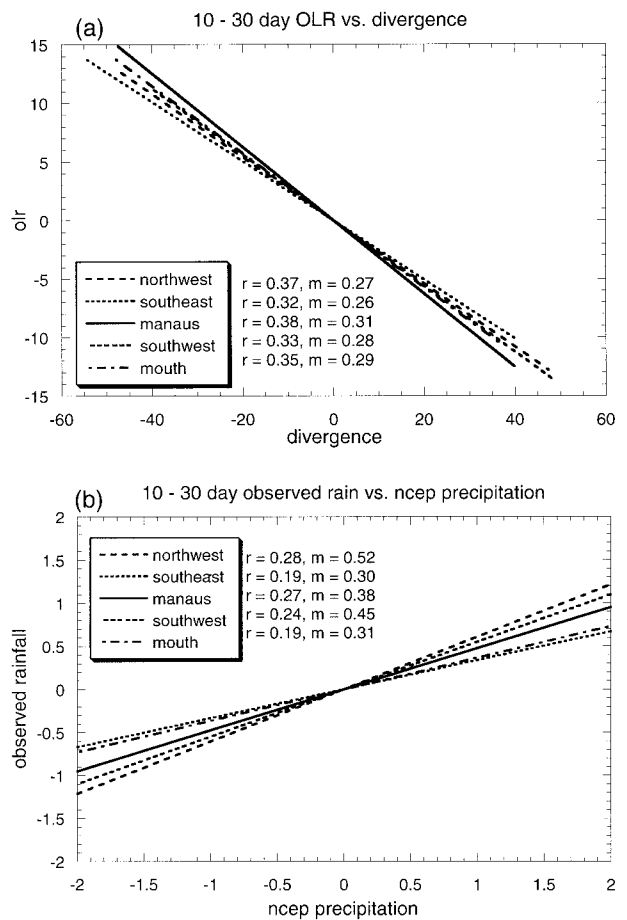 (a) 10 - 30 day OLR vs. divergence
15
10
5
0
-5
-10
-15
olr
northwest r = 0.37, m = 0.27
southeast r = 0.32, m = 0.26
manaus r = 0.38, m = 0.31
southwest r = 0.33, m = 0.28
mouth r = 0.35, m = 0.29
-60 -40 -20 0 20 40 60
divergence
(b) 10 - 30 day observed rain vs. ncep precipitation
2
1.5
1
0.5
0
-0.5
-1
-1.5
-2
observed rainfall
northwest r = 0.28, m = 0.52
southeast r = 0.19, m = 0.30
manaus r = 0.27, m = 0.38
southwest r = 0.24, m = 0.45
mouth r = 0.19, m = 0.31
-2 -1.5 -1 -0.5 0 0.5 1 1.5 2
ncep precipitation